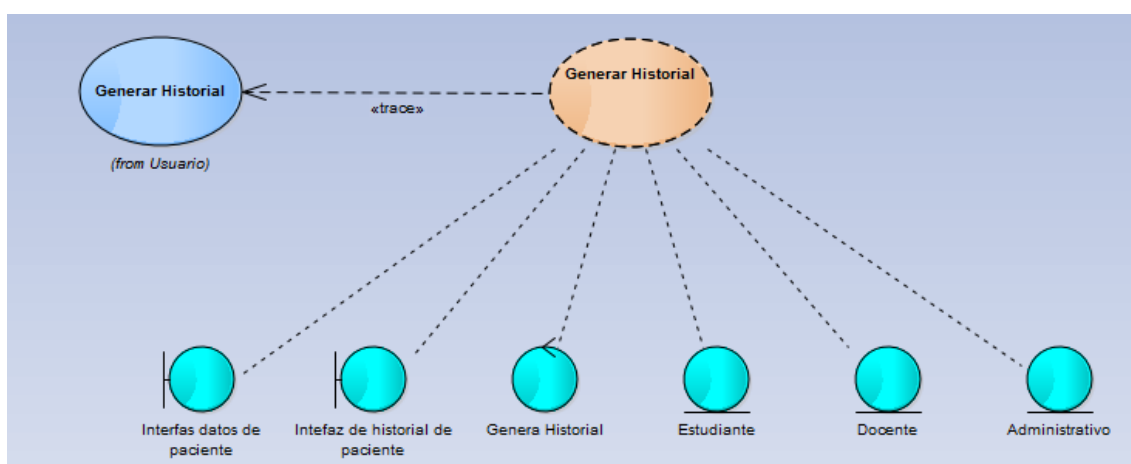 Generar Historial
Generar Historial
«trace»
(from Usuario)
Interfas datos de
paciente
Intefaz de historial de
paciente
Genera Historial
Estudiante
Docente
Administrativo